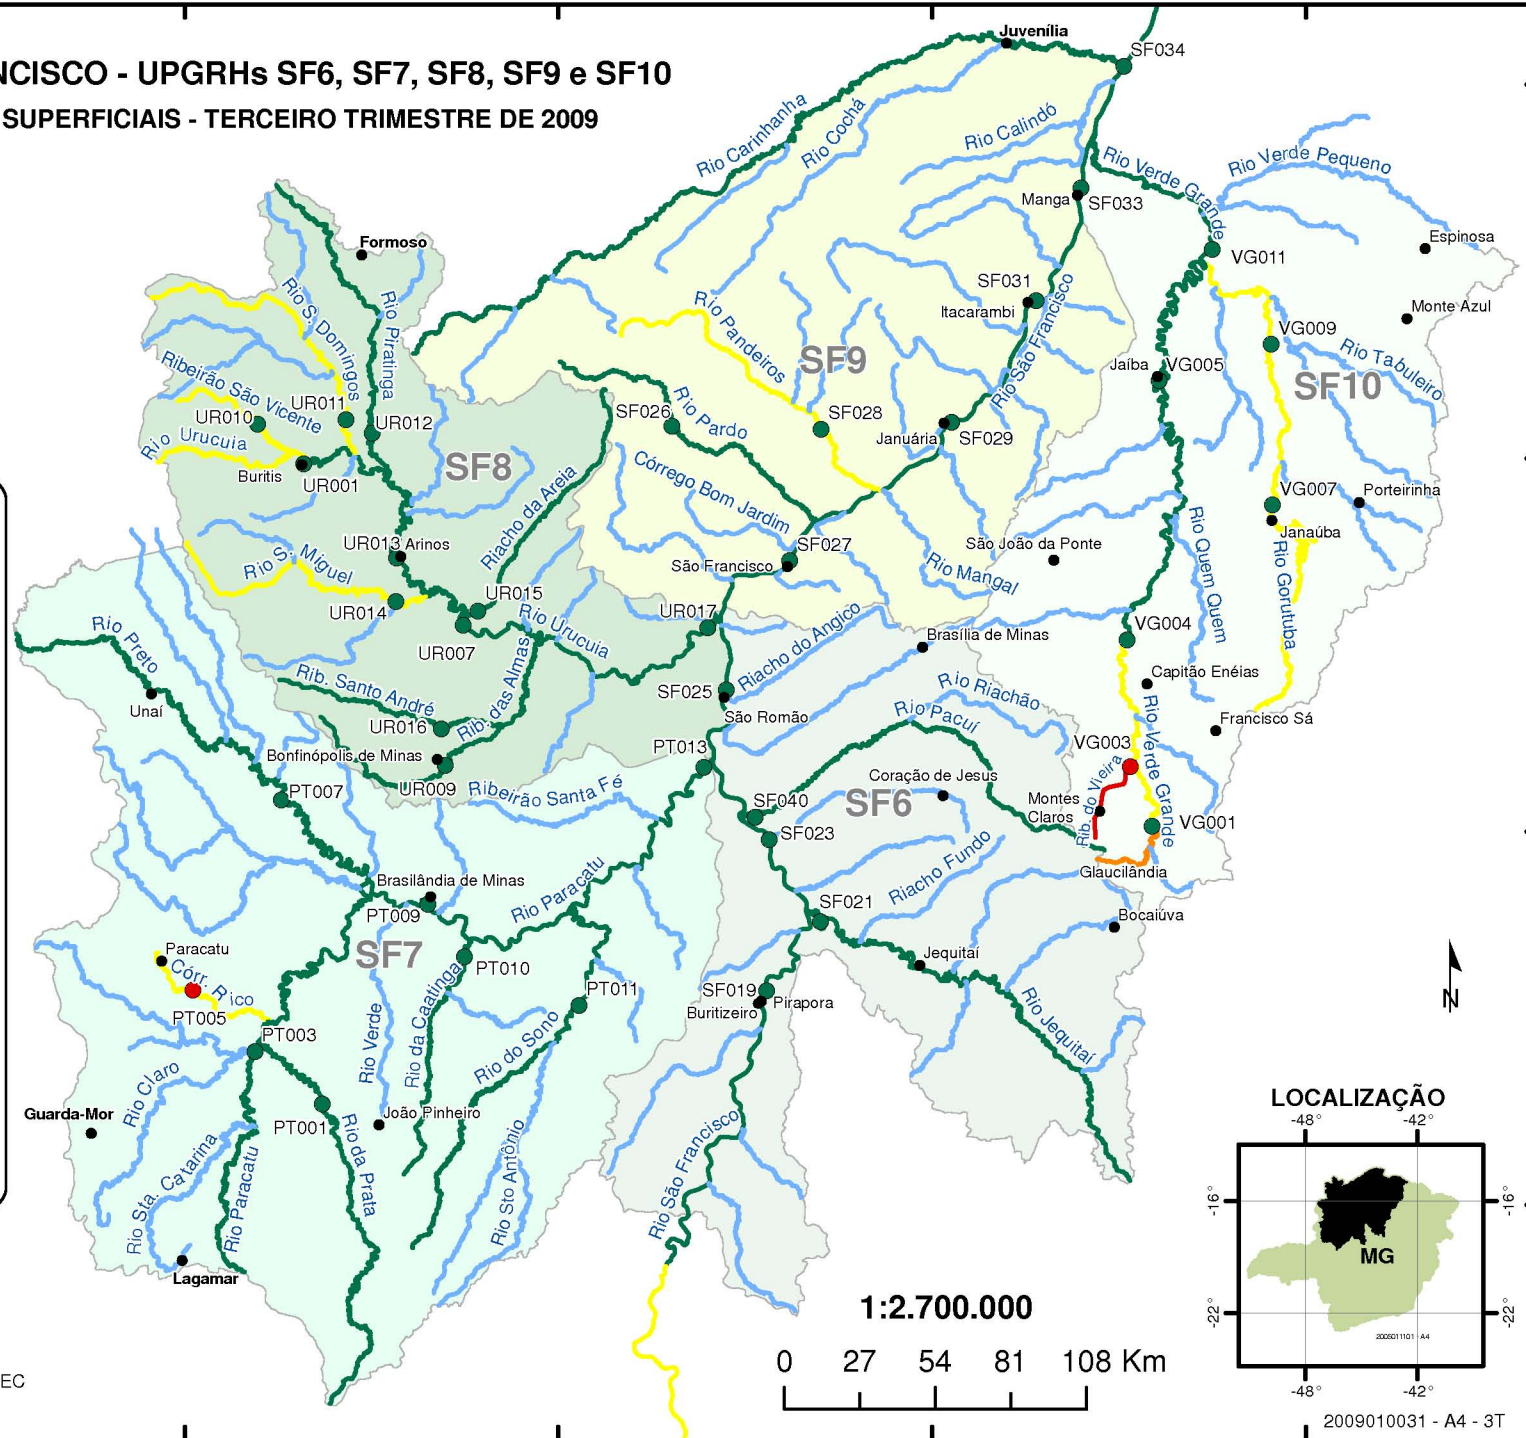 NCISCO - UPGRHs SF6, SF7, SF8, SF9 e SF10
SUPERFICIAIS - TERCEIRO TRIMESTRE DE 2009
Juvenília
SF034
Rio Carinhanha
Rio Cochá
Rio Calindó
Rio Verde Grande
Rio Verde Pequeno
Manga
SF033
Espinosa
Formoso
VG011
SF031
Itacarambi
Monte Azul
Rio S. Domingos
Rio Piratinga
Rio Pandeiros
SF9
Rio São Francisco
VG009
Rio Tabuleiro
Jaíba
VG005
SF10
Ribeirão São Vicente
UR010
UR011
UR012
Rio Urucuia
SF026
Rio Pardo
SF028
Januária
SF029
Buritis
UR001
SF8
Riacho da Areia
Córrego Bom Jardim
VG007
Porteirinha
Janaúba
UR013
Arinos
Rio S. Miguel
SF027
São Francisco
São João da Ponte
Rio Mangal
Rio Quem Quem
Rio Gorutuba
UR014
UR015
UR007
Rio Urucuia
UR017
Riacho do Angico
Brasília de Minas
VG004
Rio Preto
Unaí
Rib. Santo André
Rib. das Almas
UR016
SF025
São Romão
Rio Riachão
Rio Pacuí
Capitão Enéias
Francisco Sá
Bonfinópolis de Minas
UR009
PT013
VG003
Rio Verde Grande
PT007
Ribeirão Santa Fé
SF040
SF023
Coração de Jesus
SF6
Montes
Claros
Rib. do Vieira
VG001
Glaucilândia
Brasilândia de Minas
PT009
Rio Paracatu
Riacho Fundo
SF021
Bocaiúva
SF7
Paracatu
Córr. Rico
PT005
PT010
PT011
Jequitaí
SF019
Pirapora
Buritizeiro
Rio Jequitaí
N
PT003
Rio Claro
Rio Verde
Rio da Caatinga
Rio do Sono
Guarda-Mor
PT001
João Pinheiro
Rio da Prata
Rio Sta. Catarina
Rio Paracatu
Rio Sto Antônio
Rio São Francisco
Lagamar
LOCALIZAÇÃO
-48° -42°
-16° -16°
MG
-22° -22°
2005011101 - A4
-48° -42°
1:2.700.000
0 27 54 81 108 Km
EC
2009010031 - A4 - 3T